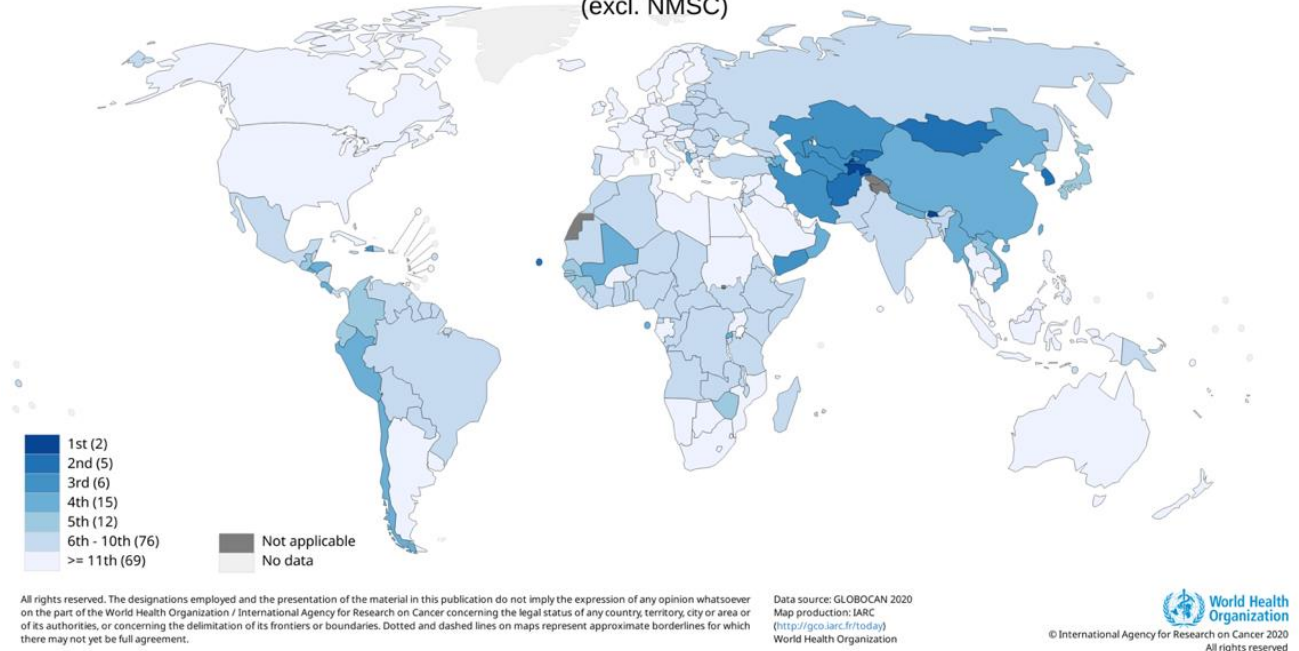 (excl. NMSC)
1st (2)
2nd (5)
3rd (6)
4th (15)
5th (12)
6th - 10th (76)
>= 11th (69)
Not applicable
No data
All rights reserved. The designations employed and the presentation of the material in this publication do not imply the expression of any opinion whatsoever
on the part of the World Health Organization / International Agency for Research on Cancer concerning the legal status of any country, territory, city or area or
of its authorities, or concerning the delimitation of its frontiers or boundaries. Dotted and dashed lines on maps represent approximate borderlines for which
there may not yet be full agreement.
Data source: GLOBOCAN 2020
Map production: IARC
(http://gco.iarc.fr/today)
World Health Organization
World Health
Organization
© International Agency for Research on Cancer 2020
All rights reserved